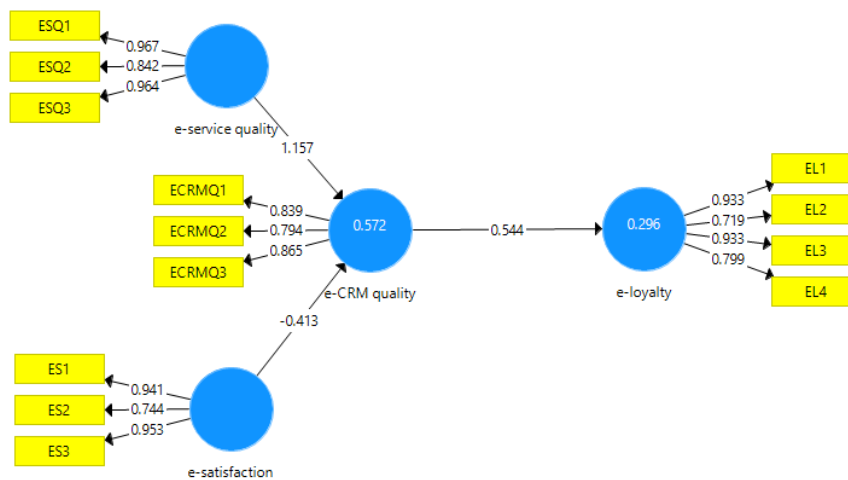 ESQ1
0.967
ESQ2
0.842
ESQ3
0.964
e-service quality
1.157
ECRMQ1
0.839
ECRMQ2
0.794
ECRMQ3
0.865
0.572
e-CRM quality
0.544
0.296
e-loyalty
EL1
0.933
EL2
0.719
EL3
0.933
EL4
0.799
-0.413
ES1
0.941
ES2
0.744
ES3
0.953
e-satisfaction